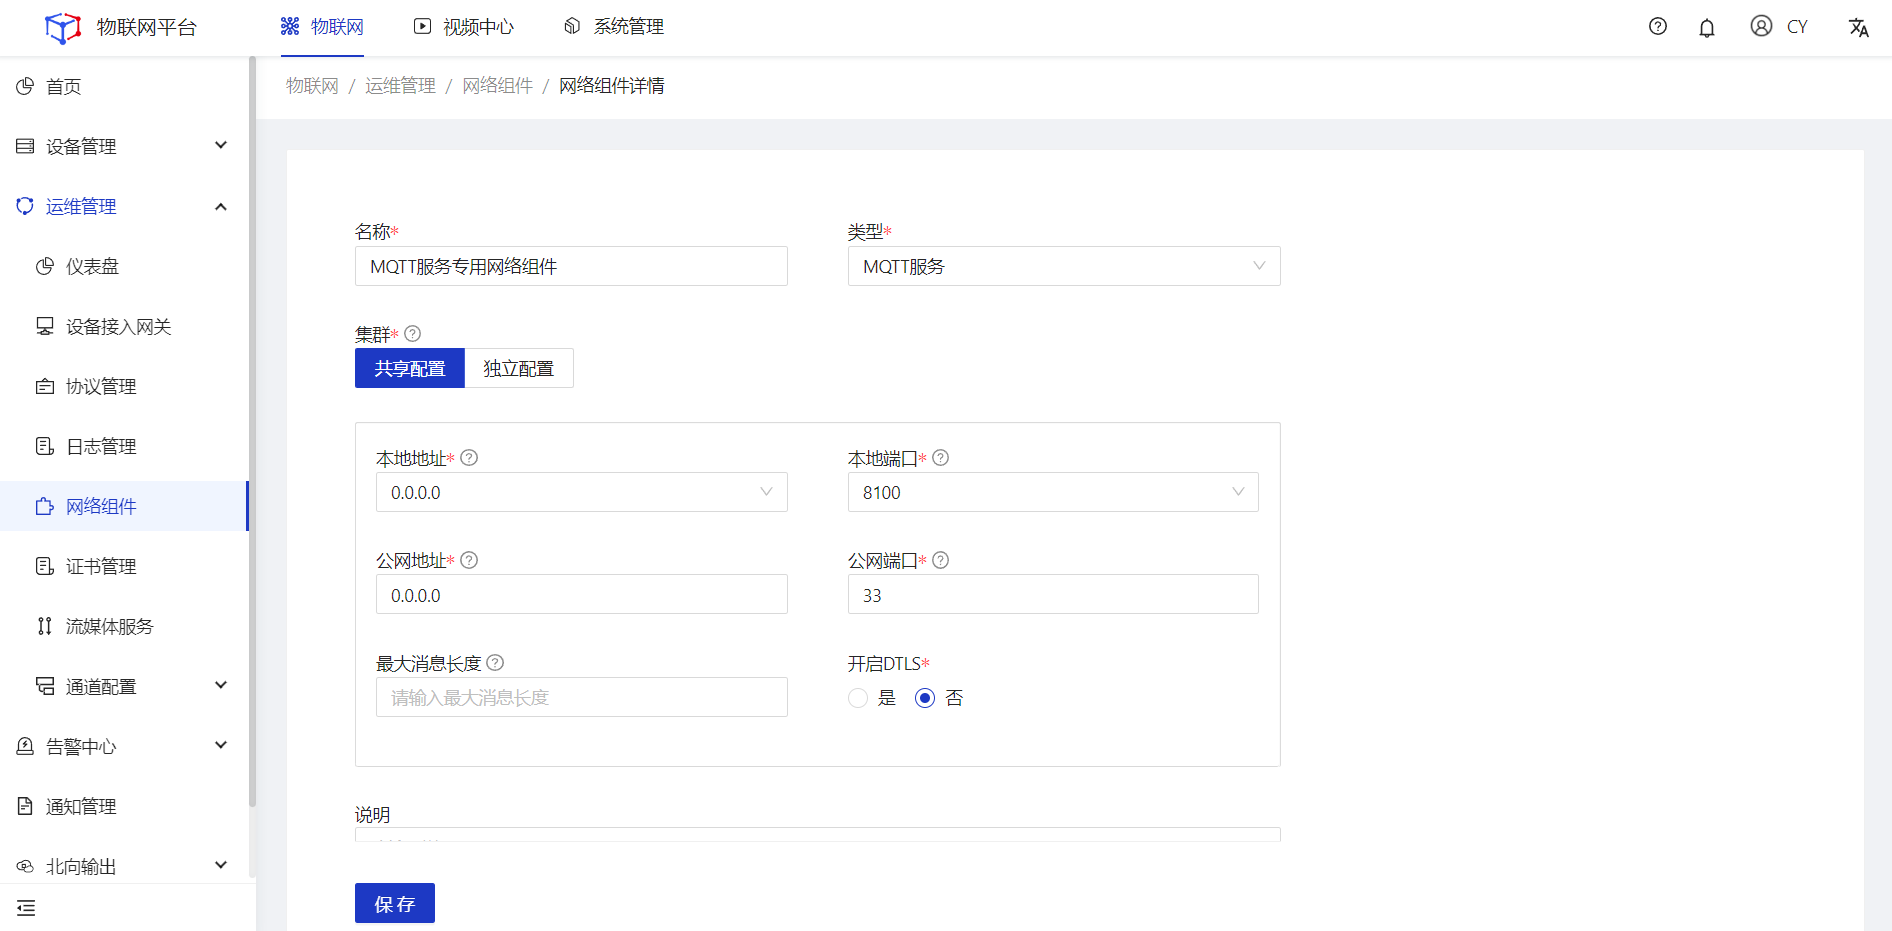 物联网平台
物联网
视频中心
系统管理
CY
首页
设备管理
运维管理
仪表盘
设备接入网关
协议管理
日志管理
网络组件
证书管理
流媒体服务
通道配置
告警中心
通知管理
北向输出
物联网 / 运维管理 / 网络组件 / 网络组件详情
名称*
类型*
MQTT服务专用网络组件
MQTT服务
集群*
共享配置
独立配置
本地地址*
本地端口*
0.0.0.0
8100
公网地址*
公网端口*
0.0.0.0
33
最大消息长度
开启DTLS*
请输入最大消息长度
是
否
说明
保存